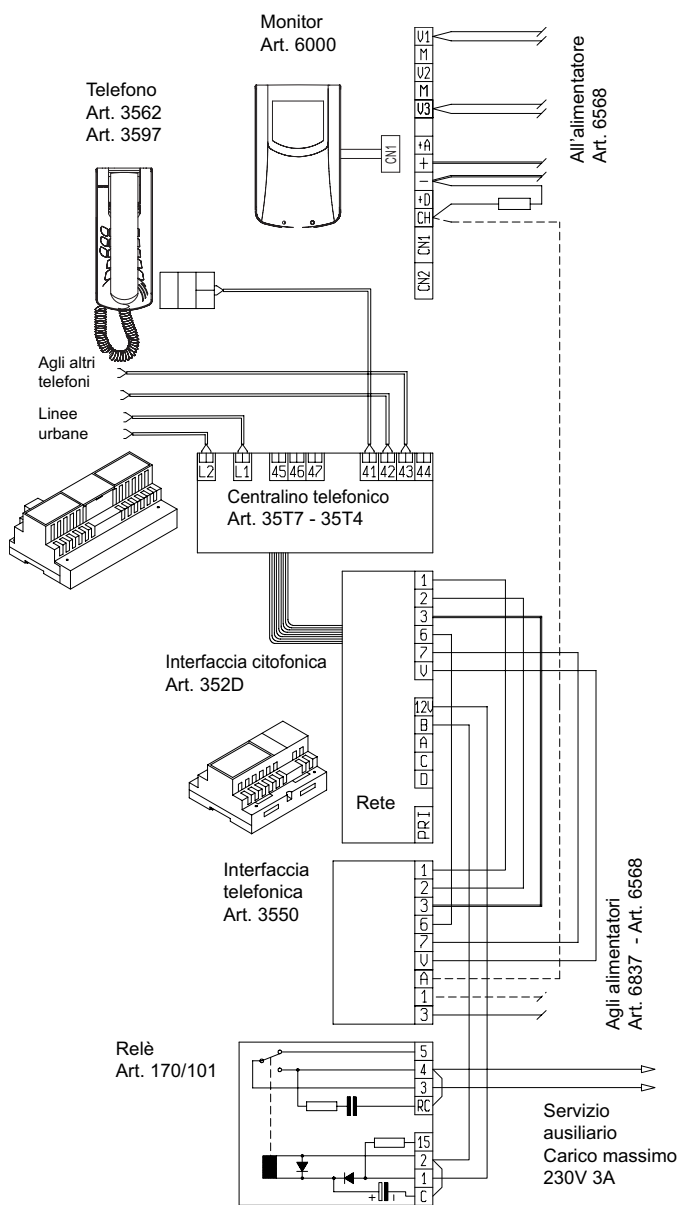 Monitor
Art. 6000
Telefono
Art. 3562
Art. 3597
V1
M
V2
M
V3
+A
+
−
+D
CH
CN1
CN2
CN1
All'alimentatore
Art. 6568
Agli altri
telefoni
Linee
urbane
L2 L1 45 46 47 41 42 43 44
Centralino telefonico
Art. 35T7 - 35T4
Interfaccia citofonica
Art. 352D
1
2
3
6
7
V
12V
B
A
C
D
PRI
Rete
Interfaccia
telefonica
Art. 3550
1
2
3
6
7
V
A
1
3
Agli alimentatori
Art. 6837 - Art. 6568
Relè
Art. 170/101
5
4
3
RC
15
2
1
C
+ −
Servizio
ausiliario
Carico massimo
230V 3A